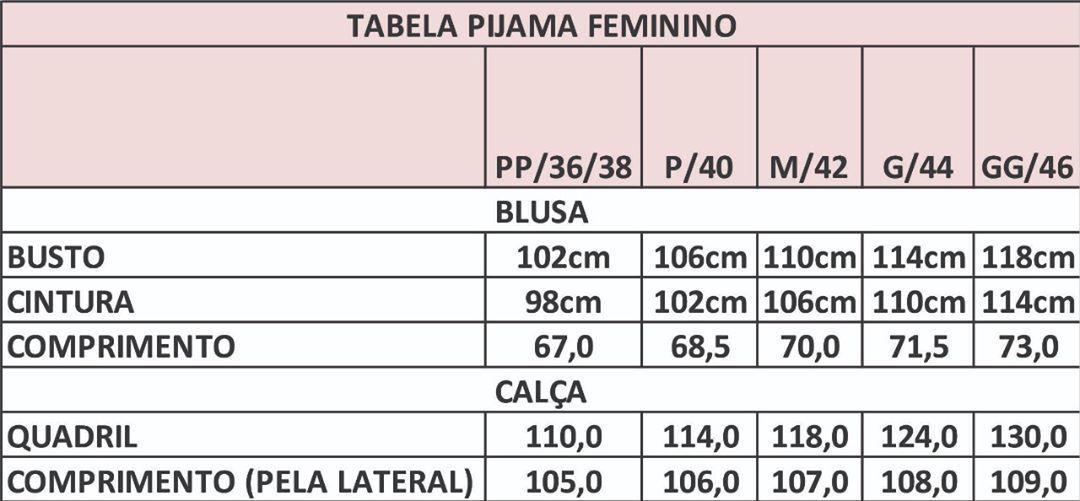 TABELA PIJAMA FEMININO
PP/36/38 P/40 M/42 G/44 GG/46
BLUSA
BUSTO 102cm 106cm 110cm 114cm 118cm
CINTURA 98cm 102cm 106cm 110cm 114cm
COMPRIMENTO 67,0 68,5 70,0 71,5 73,0
CALÇA
QUADRIL 110,0 114,0 118,0 124,0 130,0
COMPRIMENTO (PELA LATERAL) 105,0 106,0 107,0 108,0 109,0